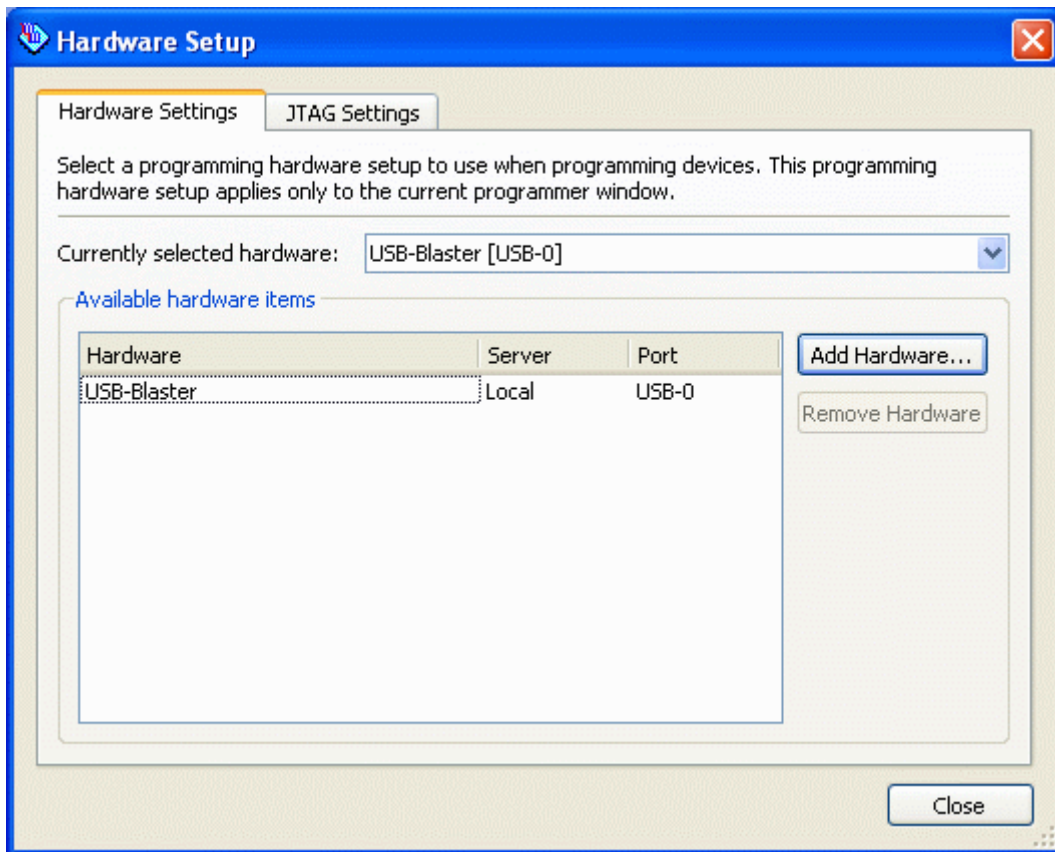 Hardware Setup
Hardware Settings
JTAG Settings
Select a programming hardware setup to use when programming devices. This programming
hardware setup applies only to the current programmer window.
Currently selected hardware:
USB-Blaster [USB-0]
Available hardware items
Hardware Server Port
USB-Blaster Local USB-0
Add Hardware...
Remove Hardware
Close